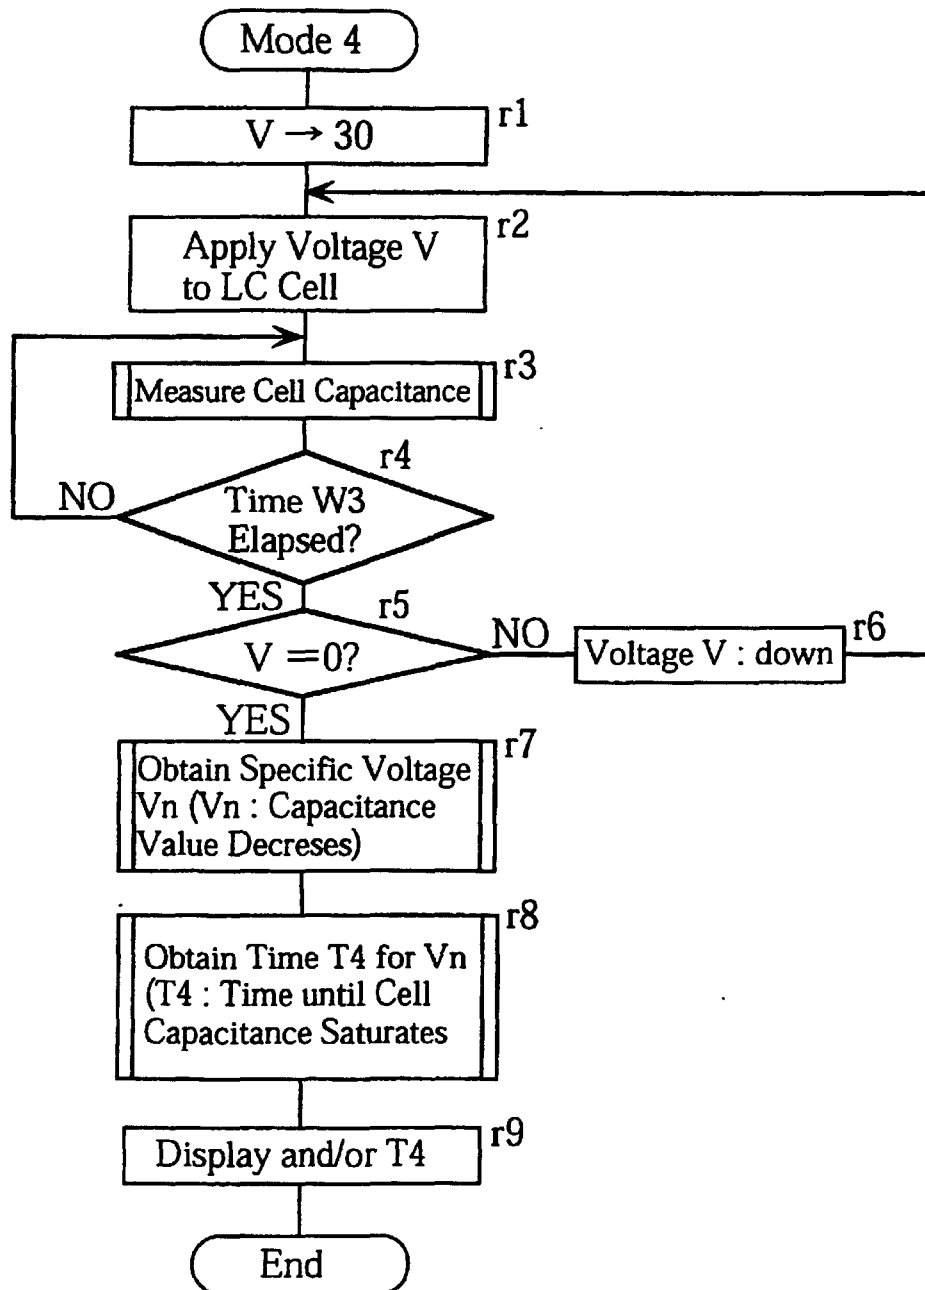 Mode 4
V → 30
r1
Apply Voltage V
to LC Cell
r2
Measure Cell Capacitance
r3
r4
Time W3
Elapsed?
NO
YES
r5
V =0?
NO
Voltage V : down
r6
YES
r7
Obtain Specific Voltage
Vn (Vn : Capacitance
Value Decreses)
r8
Obtain Time T4 for Vn
(T4 : Time until Cell
Capacitance Saturates
r9
Display and/or T4
End